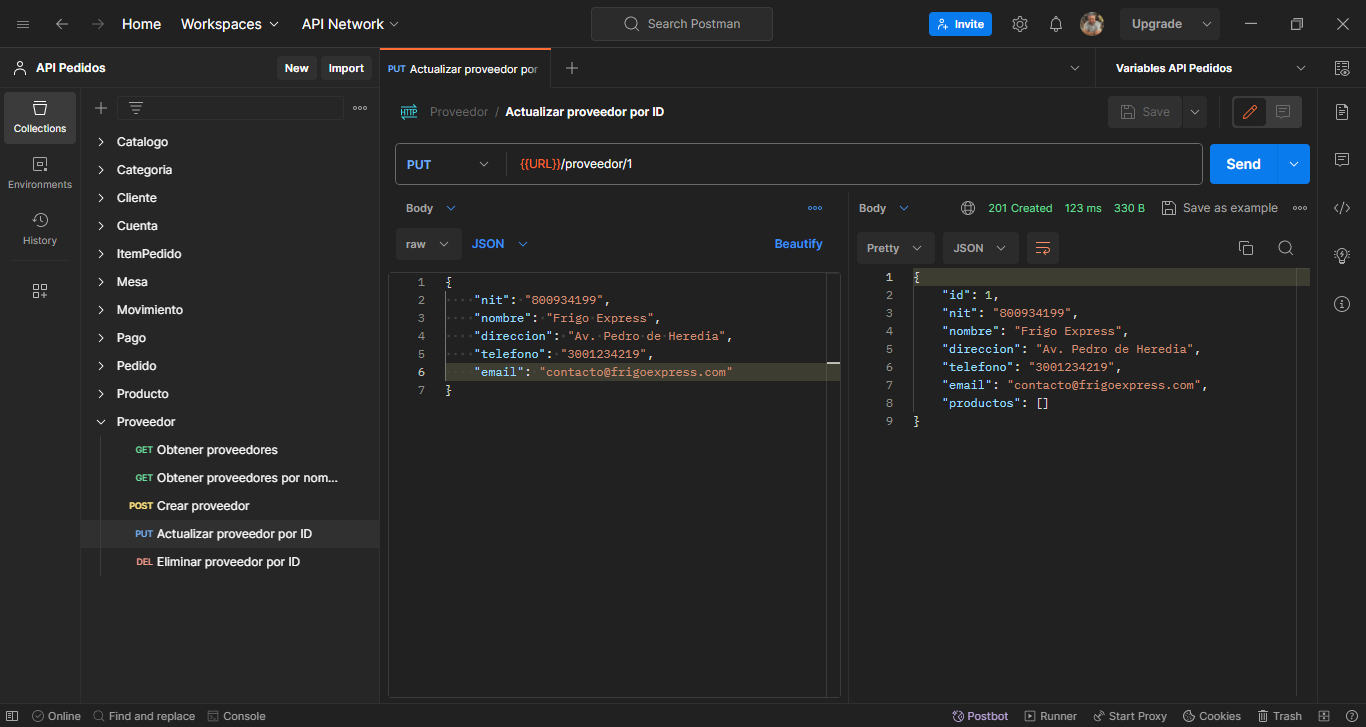 Home Workspaces API Network Search Postman Invite Upgrade
API Pedidos New Import PUT Actualizar proveedor por Variables API Pedidos
Collections
Environments
History
Catalogo
Categoria
Cliente
Cuenta
ItemPedido
Mesa
Movimiento
Pago
Pedido
Producto
Proveedor
GET Obtener proveedores
GET Obtener proveedores por nom...
POST Crear proveedor
PUT Actualizar proveedor por ID
DEL Eliminar proveedor por ID
HTTP Proveedor / Actualizar proveedor por ID Save
PUT {{URL}}/proveedor/1 Send
Body
raw JSON Beautify
1 {
2 "nit": "800934199",
3 "nombre": "Frigo Express",
4 "direccion": "Av. Pedro de Heredia",
5 "telefono": "3001234219",
6 "email": "contacto@frigoexpress.com"
7 }
Body 201 Created 123 ms 330 B Save as example
Pretty JSON
1 {
2 "id": 1,
3 "nit": "800934199",
4 "nombre": "Frigo Express",
5 "direccion": "Av. Pedro de Heredia",
6 "telefono": "3001234219",
7 "email": "contacto@frigoexpress.com",
8 "productos": []
9 }
Online Find and replace Console Postbot Runner Start Proxy Cookies Trash